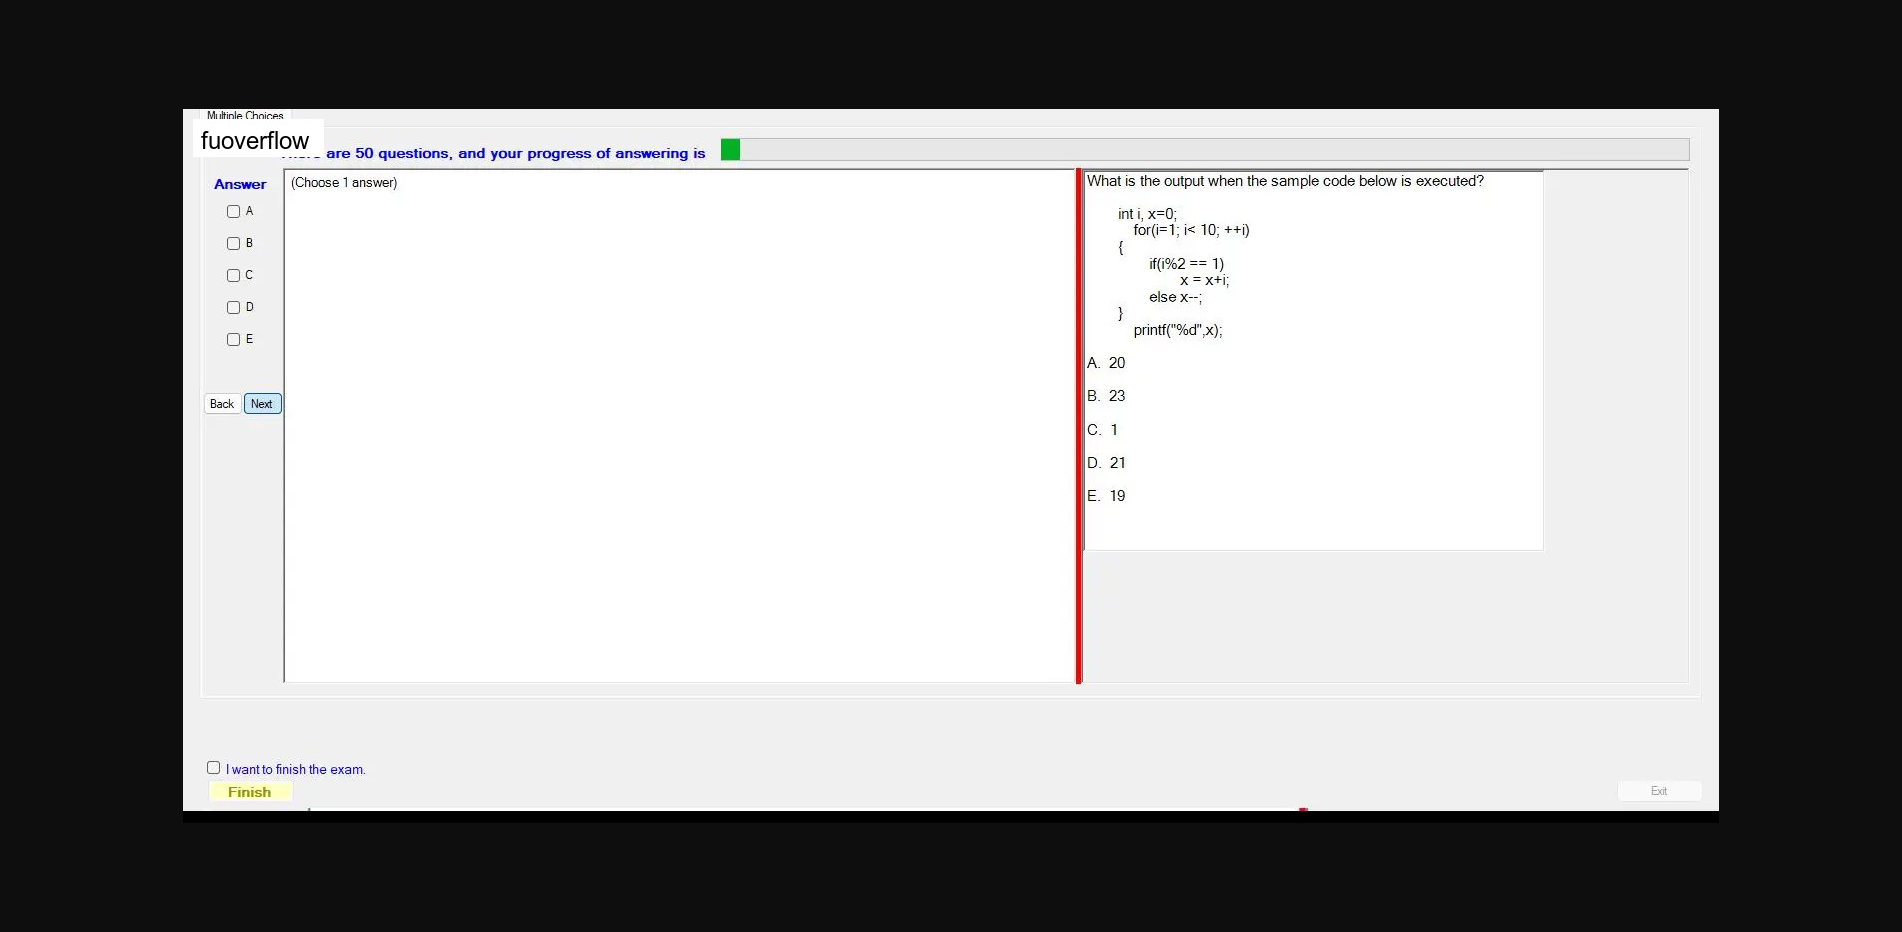 Multiple Choices
fuoverflow
There are 50 questions, and your progress of answering is
Answer
(Choose 1 answer)
A
B
C
D
E
Back
Next
What is the output when the sample code below is executed?
int i, x=0;
for(i=1; i< 10; ++i)
{
if(i%2 == 1)
x = x+i;
else x--;
}
printf("%d",x);
A. 20
B. 23
C. 1
D. 21
E. 19
I want to finish the exam.
Finish
Exit